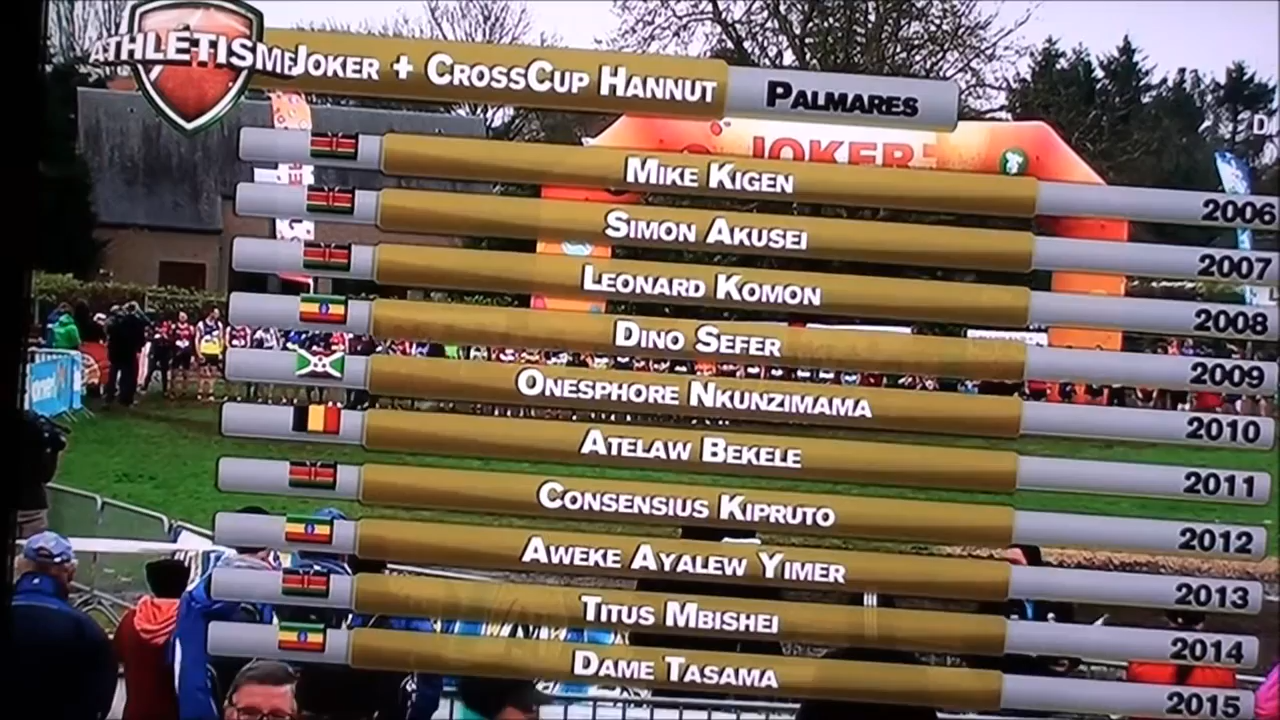 ATHLÉTISME
JOKER + CROSSCUP HANNUT PALMARES
JOKER
MIKE KIGEN 2006
SIMON AKUSEI 2007
LEONARD KOMON 2008
DINO SEFER 2009
ONESPHORE NKUNZIMAMA 2010
ATELAW BEKELE 2011
CONSENSIUS KIPRUTO 2012
AWEKE AYALEW YIMER 2013
TITUS MBISHEI 2014
DAME TASAMA 2015